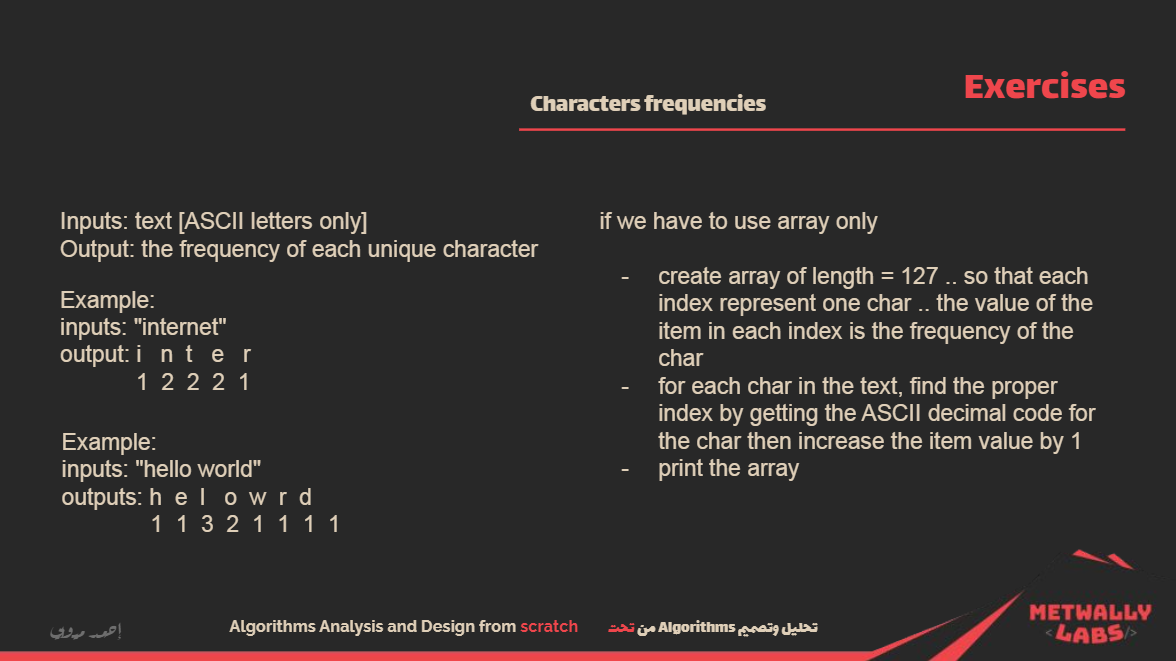 Exercises
Characters frequencies
Inputs: text [ASCII letters only]
Output: the frequency of each unique character
Example:
inputs: "internet"
output: i n t e r
1 2 2 2 1
Example:
inputs: "hello world"
outputs: h e l o w r d
1 1 3 2 1 1 1 1
if we have to use array only
- create array of length = 127 .. so that each
index represent one char .. the value of the
item in each index is the frequency of the
char
- for each char in the text, find the proper
index by getting the ASCII decimal code for
the char then increase the item value by 1
- print the array
Algorithms Analysis and Design from scratch
تحليل وتصميم Algorithms من تحت
METWALLY
<LABS/>